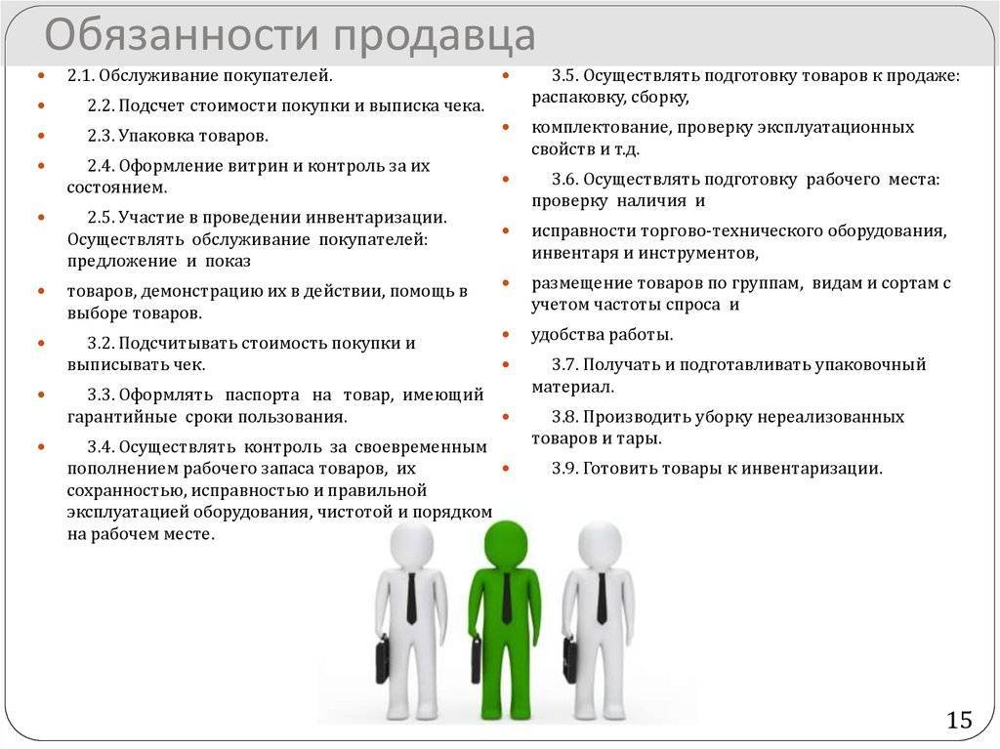 Обязанности продавца
• 2.1. Обслуживание покупателей.
• 2.2. Подсчет стоимости покупки и выписка чека.
• 2.3. Упаковка товаров.
• 2.4. Оформление витрин и контроль за их
состоянием.
• 2.5. Участие в проведении инвентаризации.
Осуществлять обслуживание покупателей:
предложение и показ
• товаров, демонстрацию их в действии, помощь в
выборе товаров.
• 3.2. Подсчитывать стоимость покупки и
выписывать чек.
• 3.3. Оформлять паспорта на товар, имеющий
гарантийные сроки пользования.
• 3.4. Осуществлять контроль за своевременным
пополнением рабочего запаса товаров, их
сохранностью, исправностью и правильной
эксплуатацией оборудования, чистотой и порядком
на рабочем месте.
• 3.5. Осуществлять подготовку товаров к продаже:
распаковку, сборку,
• комплектование, проверку эксплуатационных
свойств и т.д.
• 3.6. Осуществлять подготовку рабочего места:
проверку наличия и
• исправности торгово-технического оборудования,
инвентаря и инструментов,
• размещение товаров по группам, видам и сортам с
учетом частоты спроса и
• удобства работы.
• 3.7. Получать и подготавливать упаковочный
материал.
• 3.8. Производить уборку нереализованных
товаров и тары.
• 3.9. Готовить товары к инвентаризации.
15